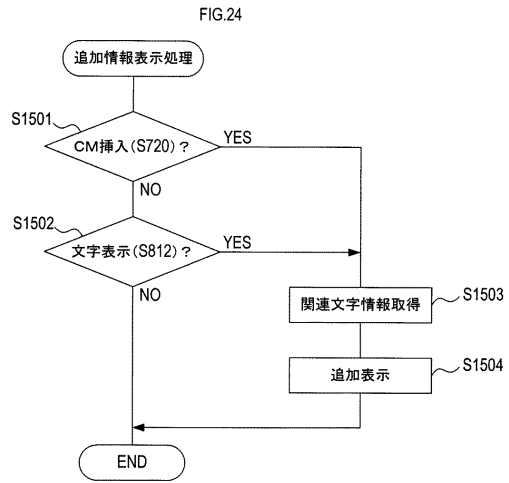 FIG.24
追加情報表示処理
S1501
CM挿入(S720)?
YES
NO
S1502
文字表示(S812)?
YES
NO
関連文字情報取得
S1503
追加表示
S1504
END